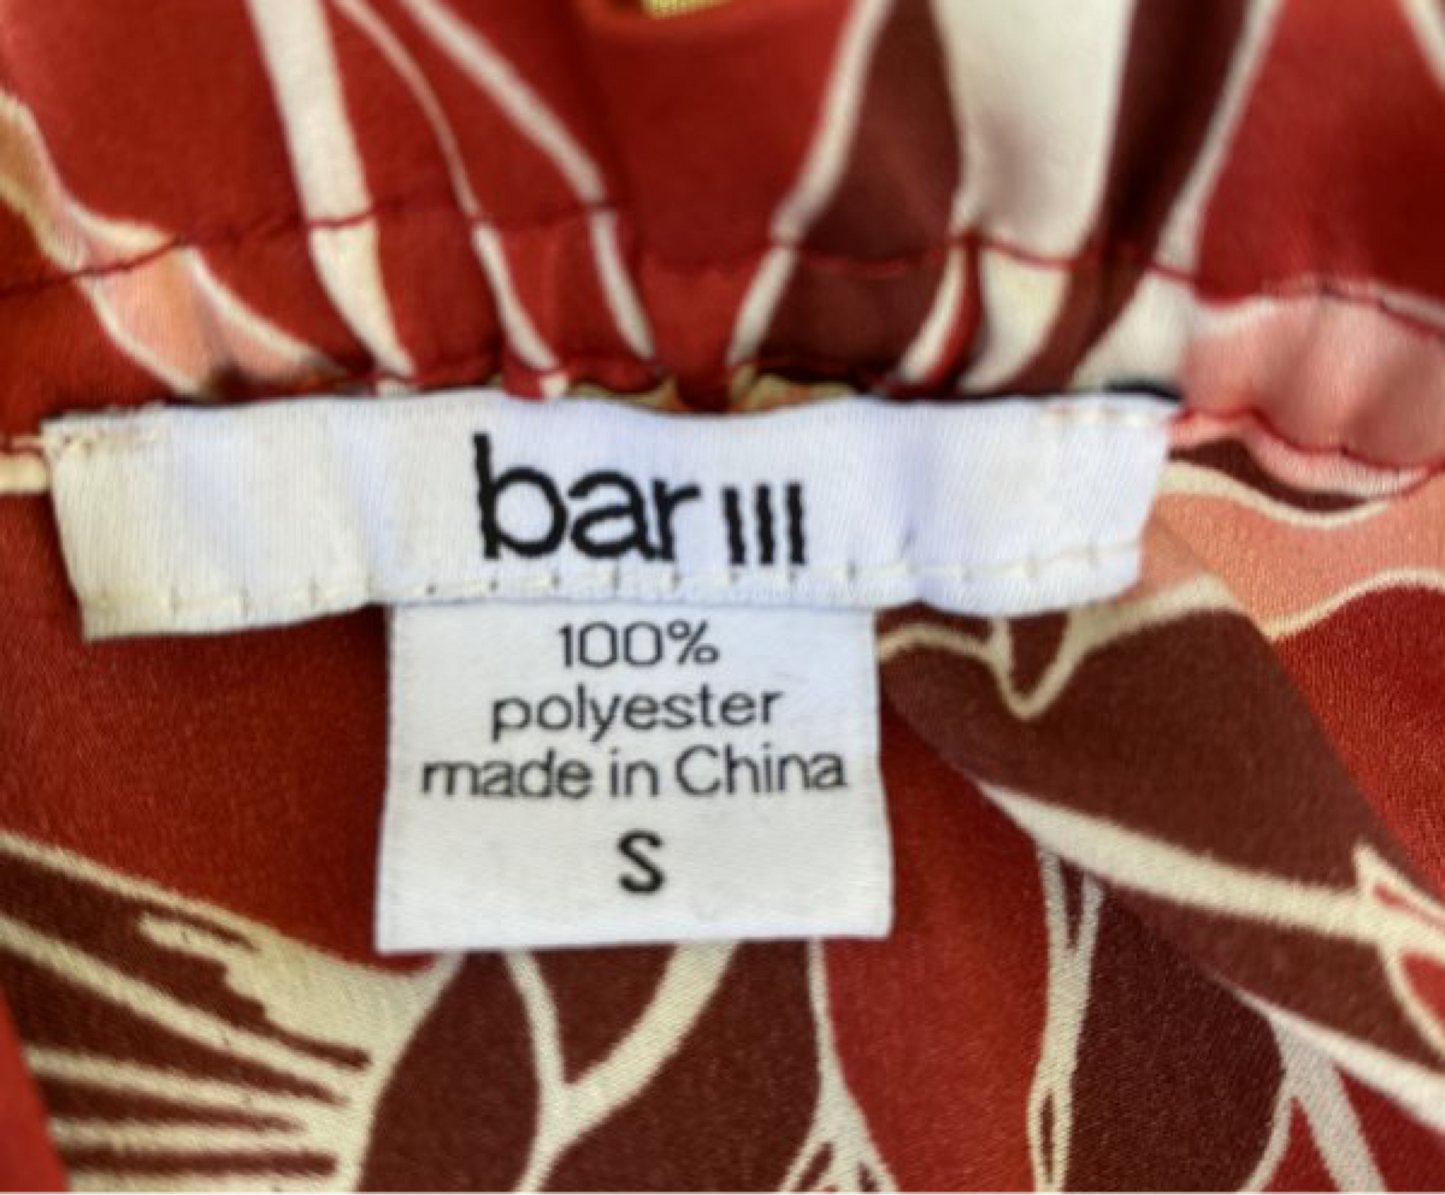 bar III
100%
polyester
made in China
S